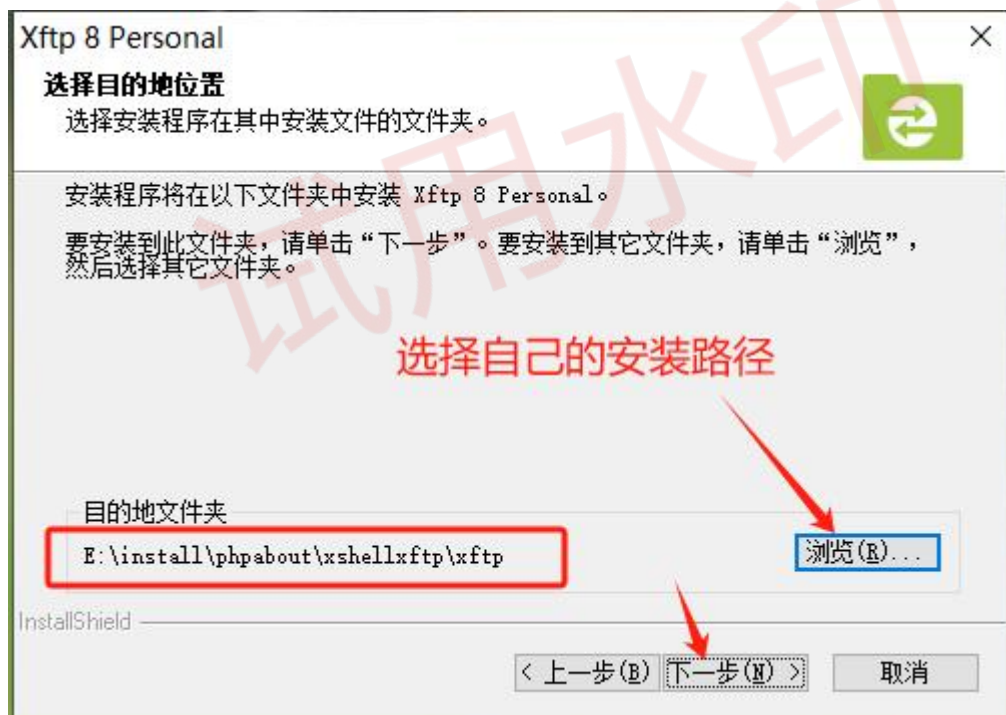 Xftp 8 Personal
选择目的地位置
选择安装程序在其中安装文件的文件夹。
安装程序将在以下文件夹中安装 Xftp 8 Personal。
要安装到此文件夹，请单击“下一步”。要安装到其它文件夹，请单击“浏览”，
然后选择其它文件夹。
试用水印
选择自己的安装路径
目的地文件夹
E:\install\phpabout\xshellxftp\xftp
浏览(R)...
InstallShield
< 上一步(B)
下一步(N) >
取消